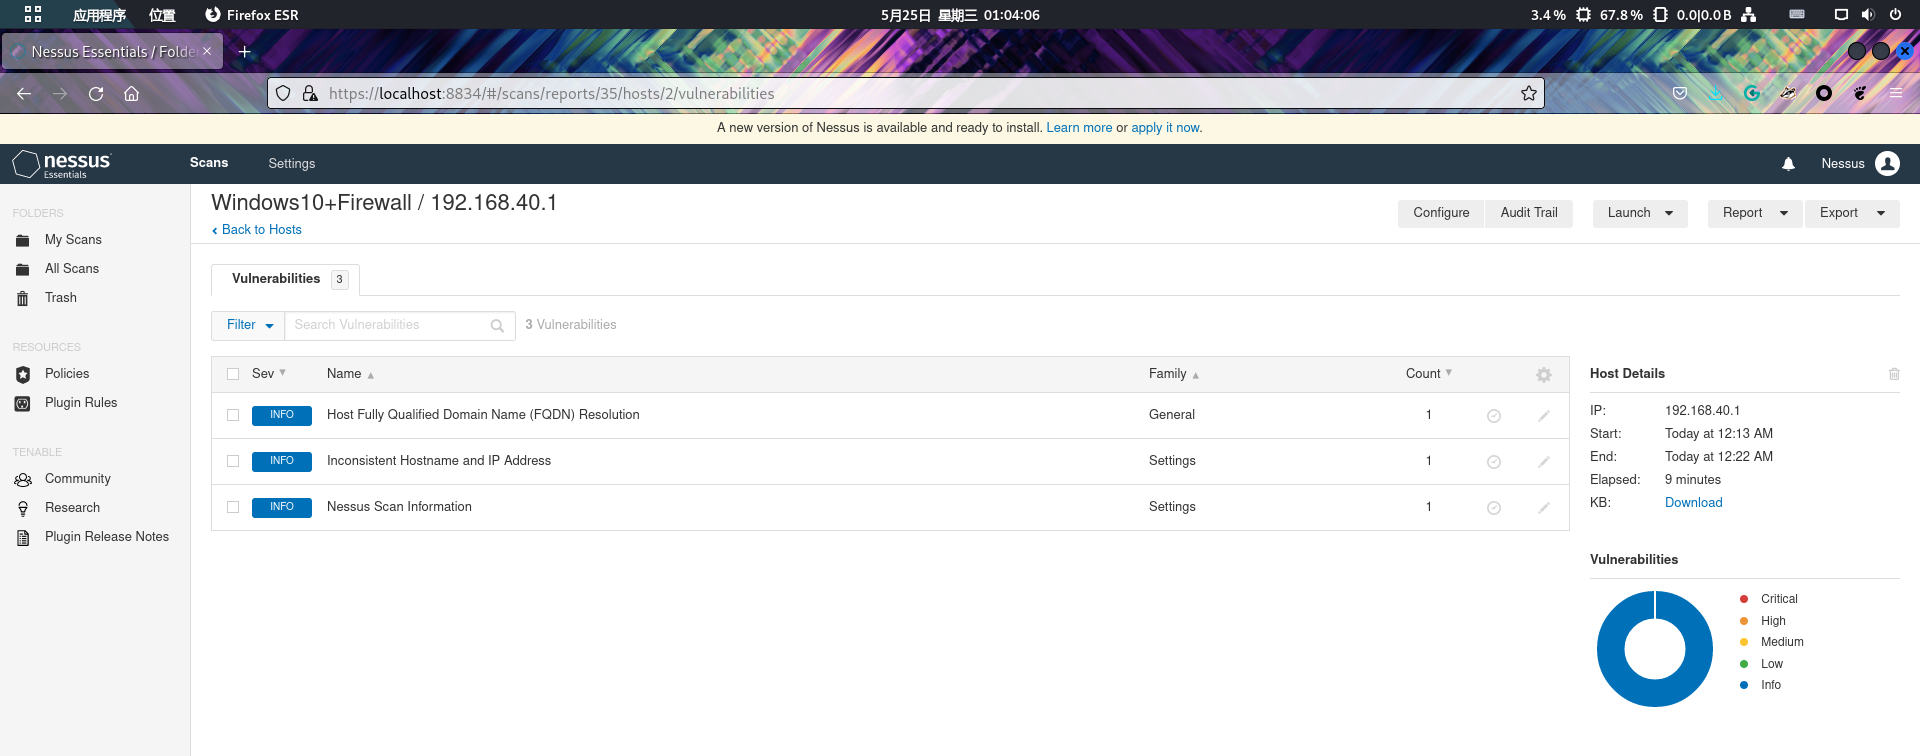 应用程序 位置 Firefox ESR 5月25日 星期三 01:04:06 3.4% 67.8% 0.0|0.0 B
Nessus Essentials / Folde
https://localhost:8834/#/scans/reports/35/hosts/2/vulnerabilities
A new version of Nessus is available and ready to install. Learn more or apply it now.
nessus Essentials Scans Settings Nessus
Windows10+Firewall / 192.168.40.1
Back to Hosts
Configure Audit Trail Launch Report Export
FOLDERS
My Scans
All Scans
Trash
RESOURCES
Policies
Plugin Rules
TENABLE
Community
Research
Plugin Release Notes
Vulnerabilities 3
Filter Search Vulnerabilities 3 Vulnerabilities
Sev Name Family Count
INFO Host Fully Qualified Domain Name (FQDN) Resolution General 1
INFO Inconsistent Hostname and IP Address Settings 1
INFO Nessus Scan Information Settings 1
Host Details
IP: 192.168.40.1
Start: Today at 12:13 AM
End: Today at 12:22 AM
Elapsed: 9 minutes
KB: Download
Vulnerabilities
Critical
High
Medium
Low
Info